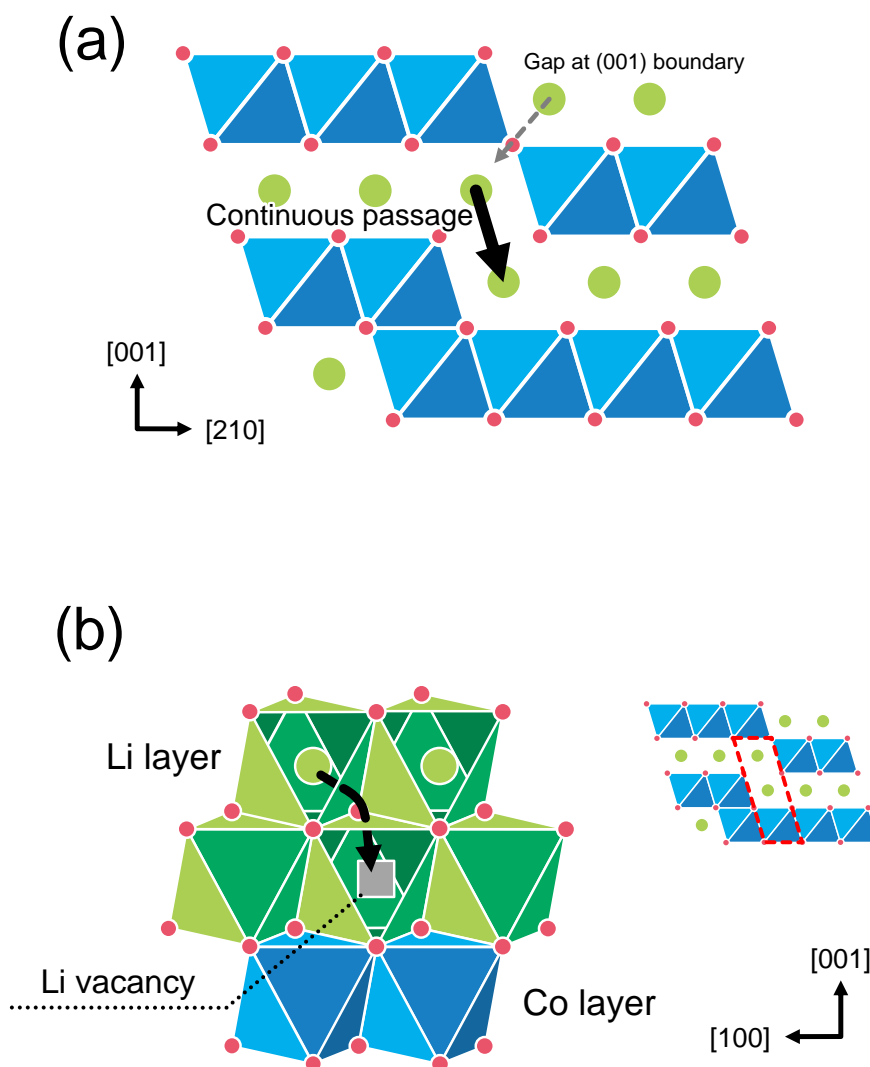 (a)
Gap at (001) boundary
Continuous passage
[001]
[210]
(b)
Li layer
Li vacancy
Co layer
[001]
[100]